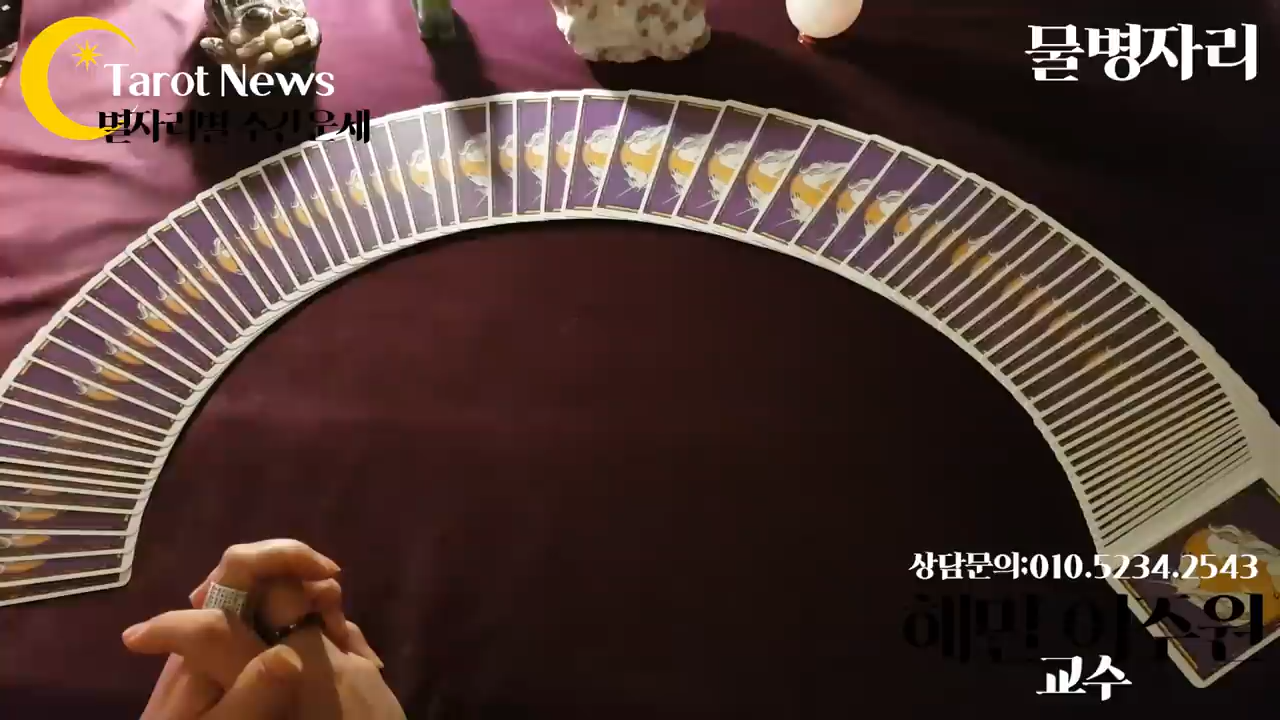 Tarot News
별자리별 주간운세
물병자리
상담문의:010.5234.2543
혜민 이수원
교수